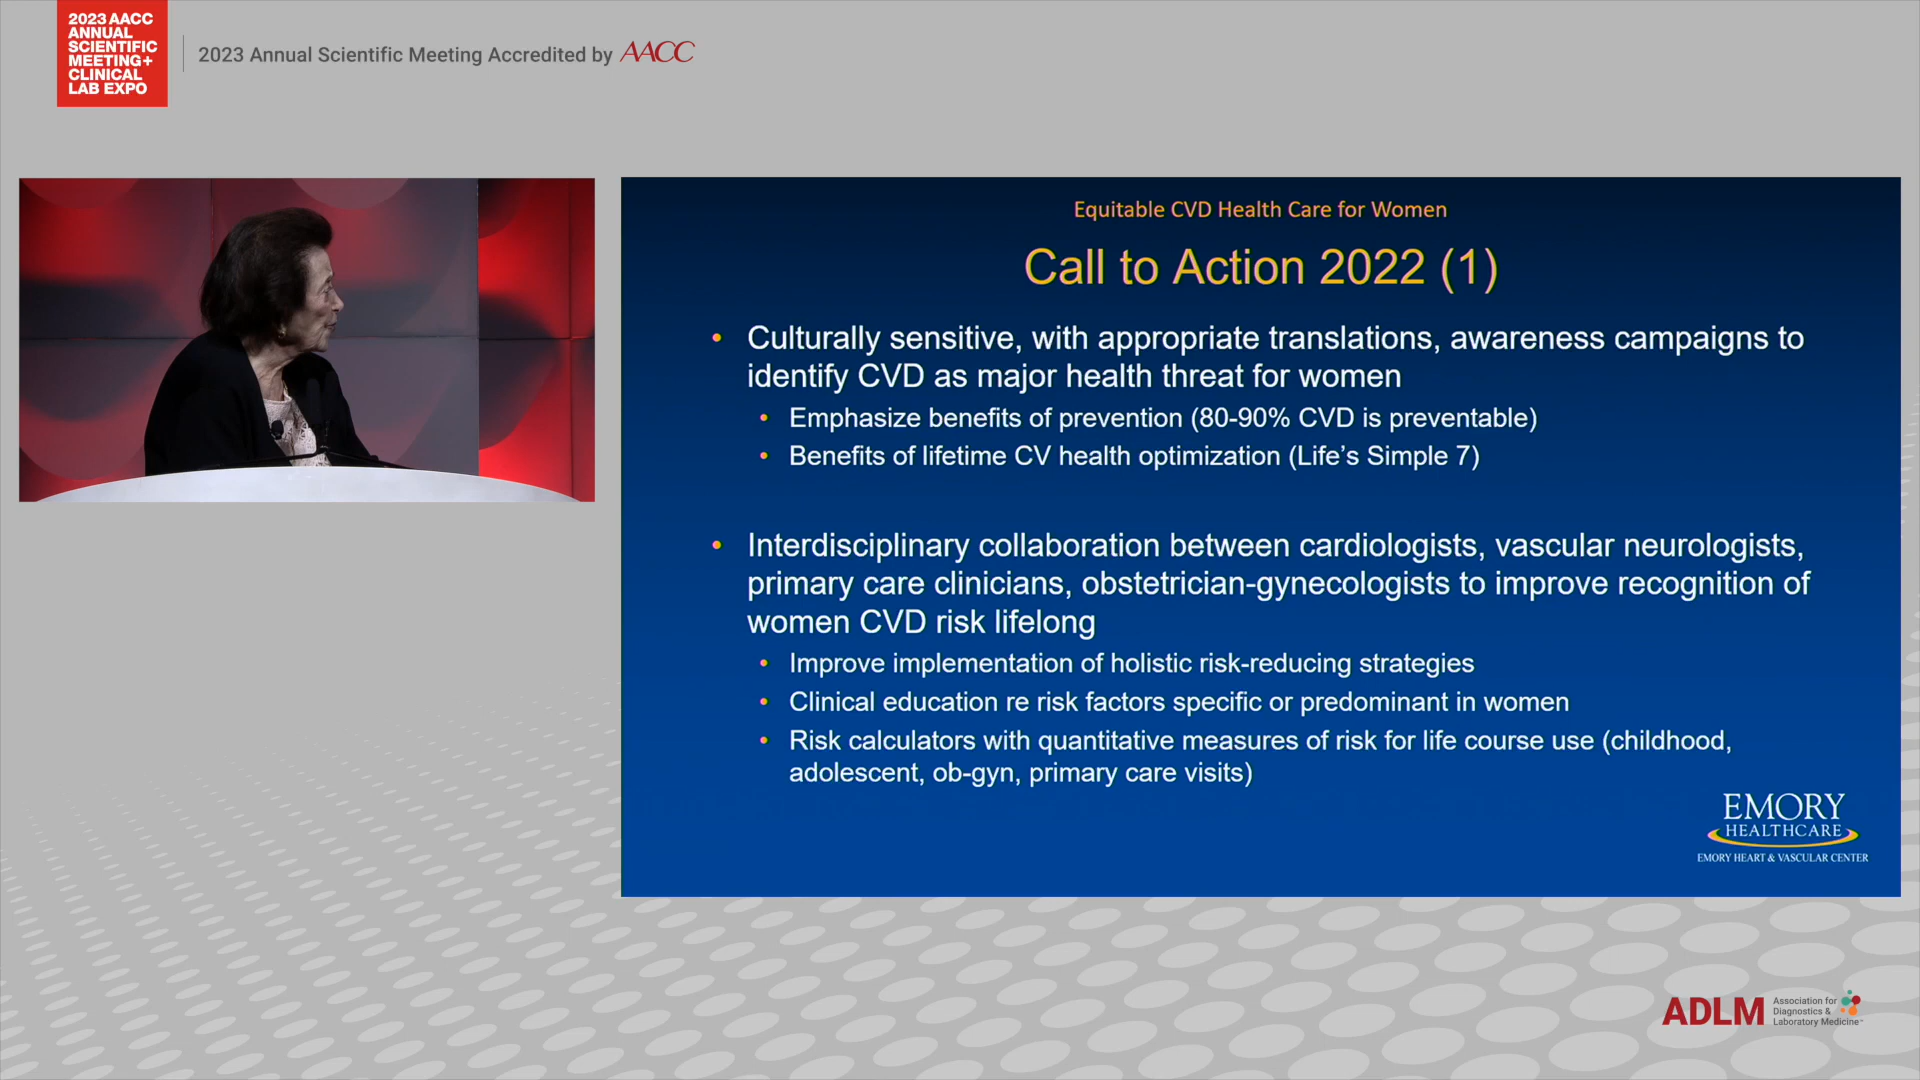 2023 AACC
ANNUAL
SCIENTIFIC
MEETING+
CLINICAL
LAB EXPO
2023 Annual Scientific Meeting Accredited by AACC
Equitable CVD Health Care for Women
Call to Action 2022 (1)
• Culturally sensitive, with appropriate translations, awareness campaigns to
identify CVD as major health threat for women
• Emphasize benefits of prevention (80-90% CVD is preventable)
• Benefits of lifetime CV health optimization (Life's Simple 7)
• Interdisciplinary collaboration between cardiologists, vascular neurologists,
primary care clinicians, obstetrician-gynecologists to improve recognition of
women CVD risk lifelong
• Improve implementation of holistic risk-reducing strategies
• Clinical education re risk factors specific or predominant in women
• Risk calculators with quantitative measures of risk for life course use (childhood,
adolescent, ob-gyn, primary care visits)
EMORY
HEALTHCARE
EMORY HEART & VASCULAR CENTER
ADLM
Association for
Diagnostics &
Laboratory Medicine